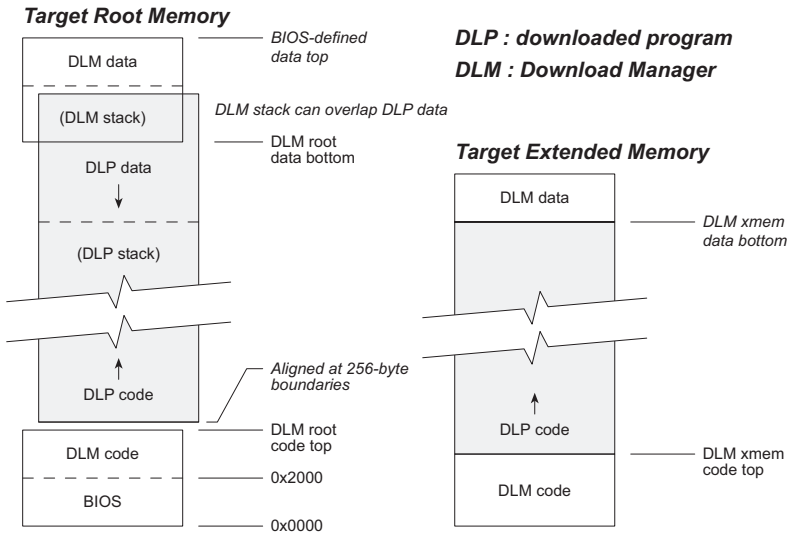 Target Root Memory
BIOS-defined
data top
DLP : downloaded program
DLM : Download Manager
DLM data
(DLM stack)
DLM stack can overlap DLP data
DLM root
data bottom
DLP data
(DLP stack)
Aligned at 256-byte
boundaries
DLP code
DLM root
code top
DLM code
0x2000
BIOS
0x0000
Target Extended Memory
DLM data
DLM xmem
data bottom
DLP code
DLM xmem
code top
DLM code